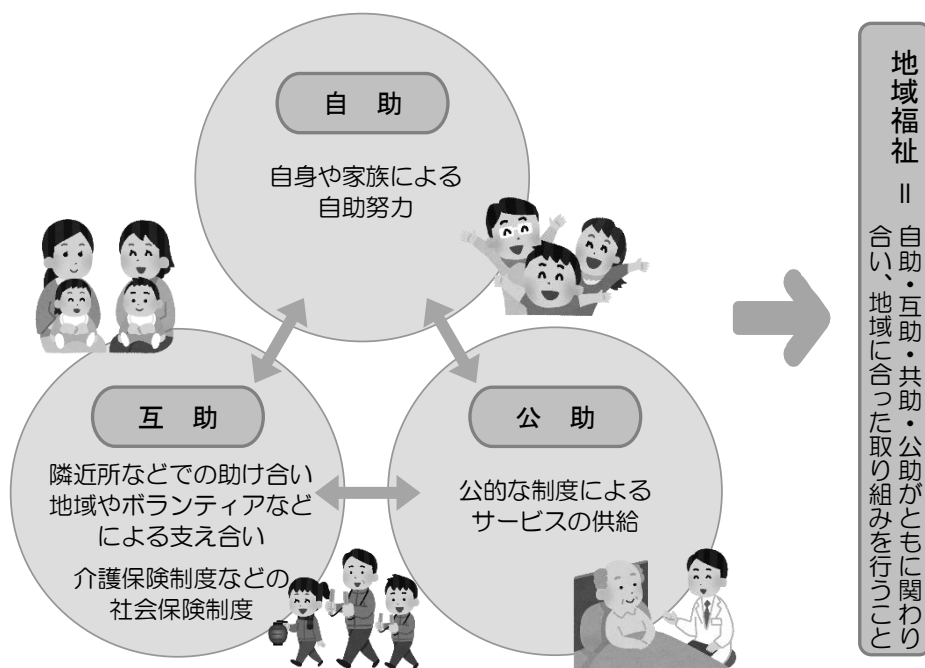 自　助
自身や家族による
自助努力
互　助
隣近所などでの助け合い
地域やボランティアなど
による支え合い
介護保険制度などの
社会保険制度
公　助
公的な制度による
サービスの供給
地域福祉＝
自助・互助・共助・公助がともに関わり
合い、地域に合った取り組みを行うこと